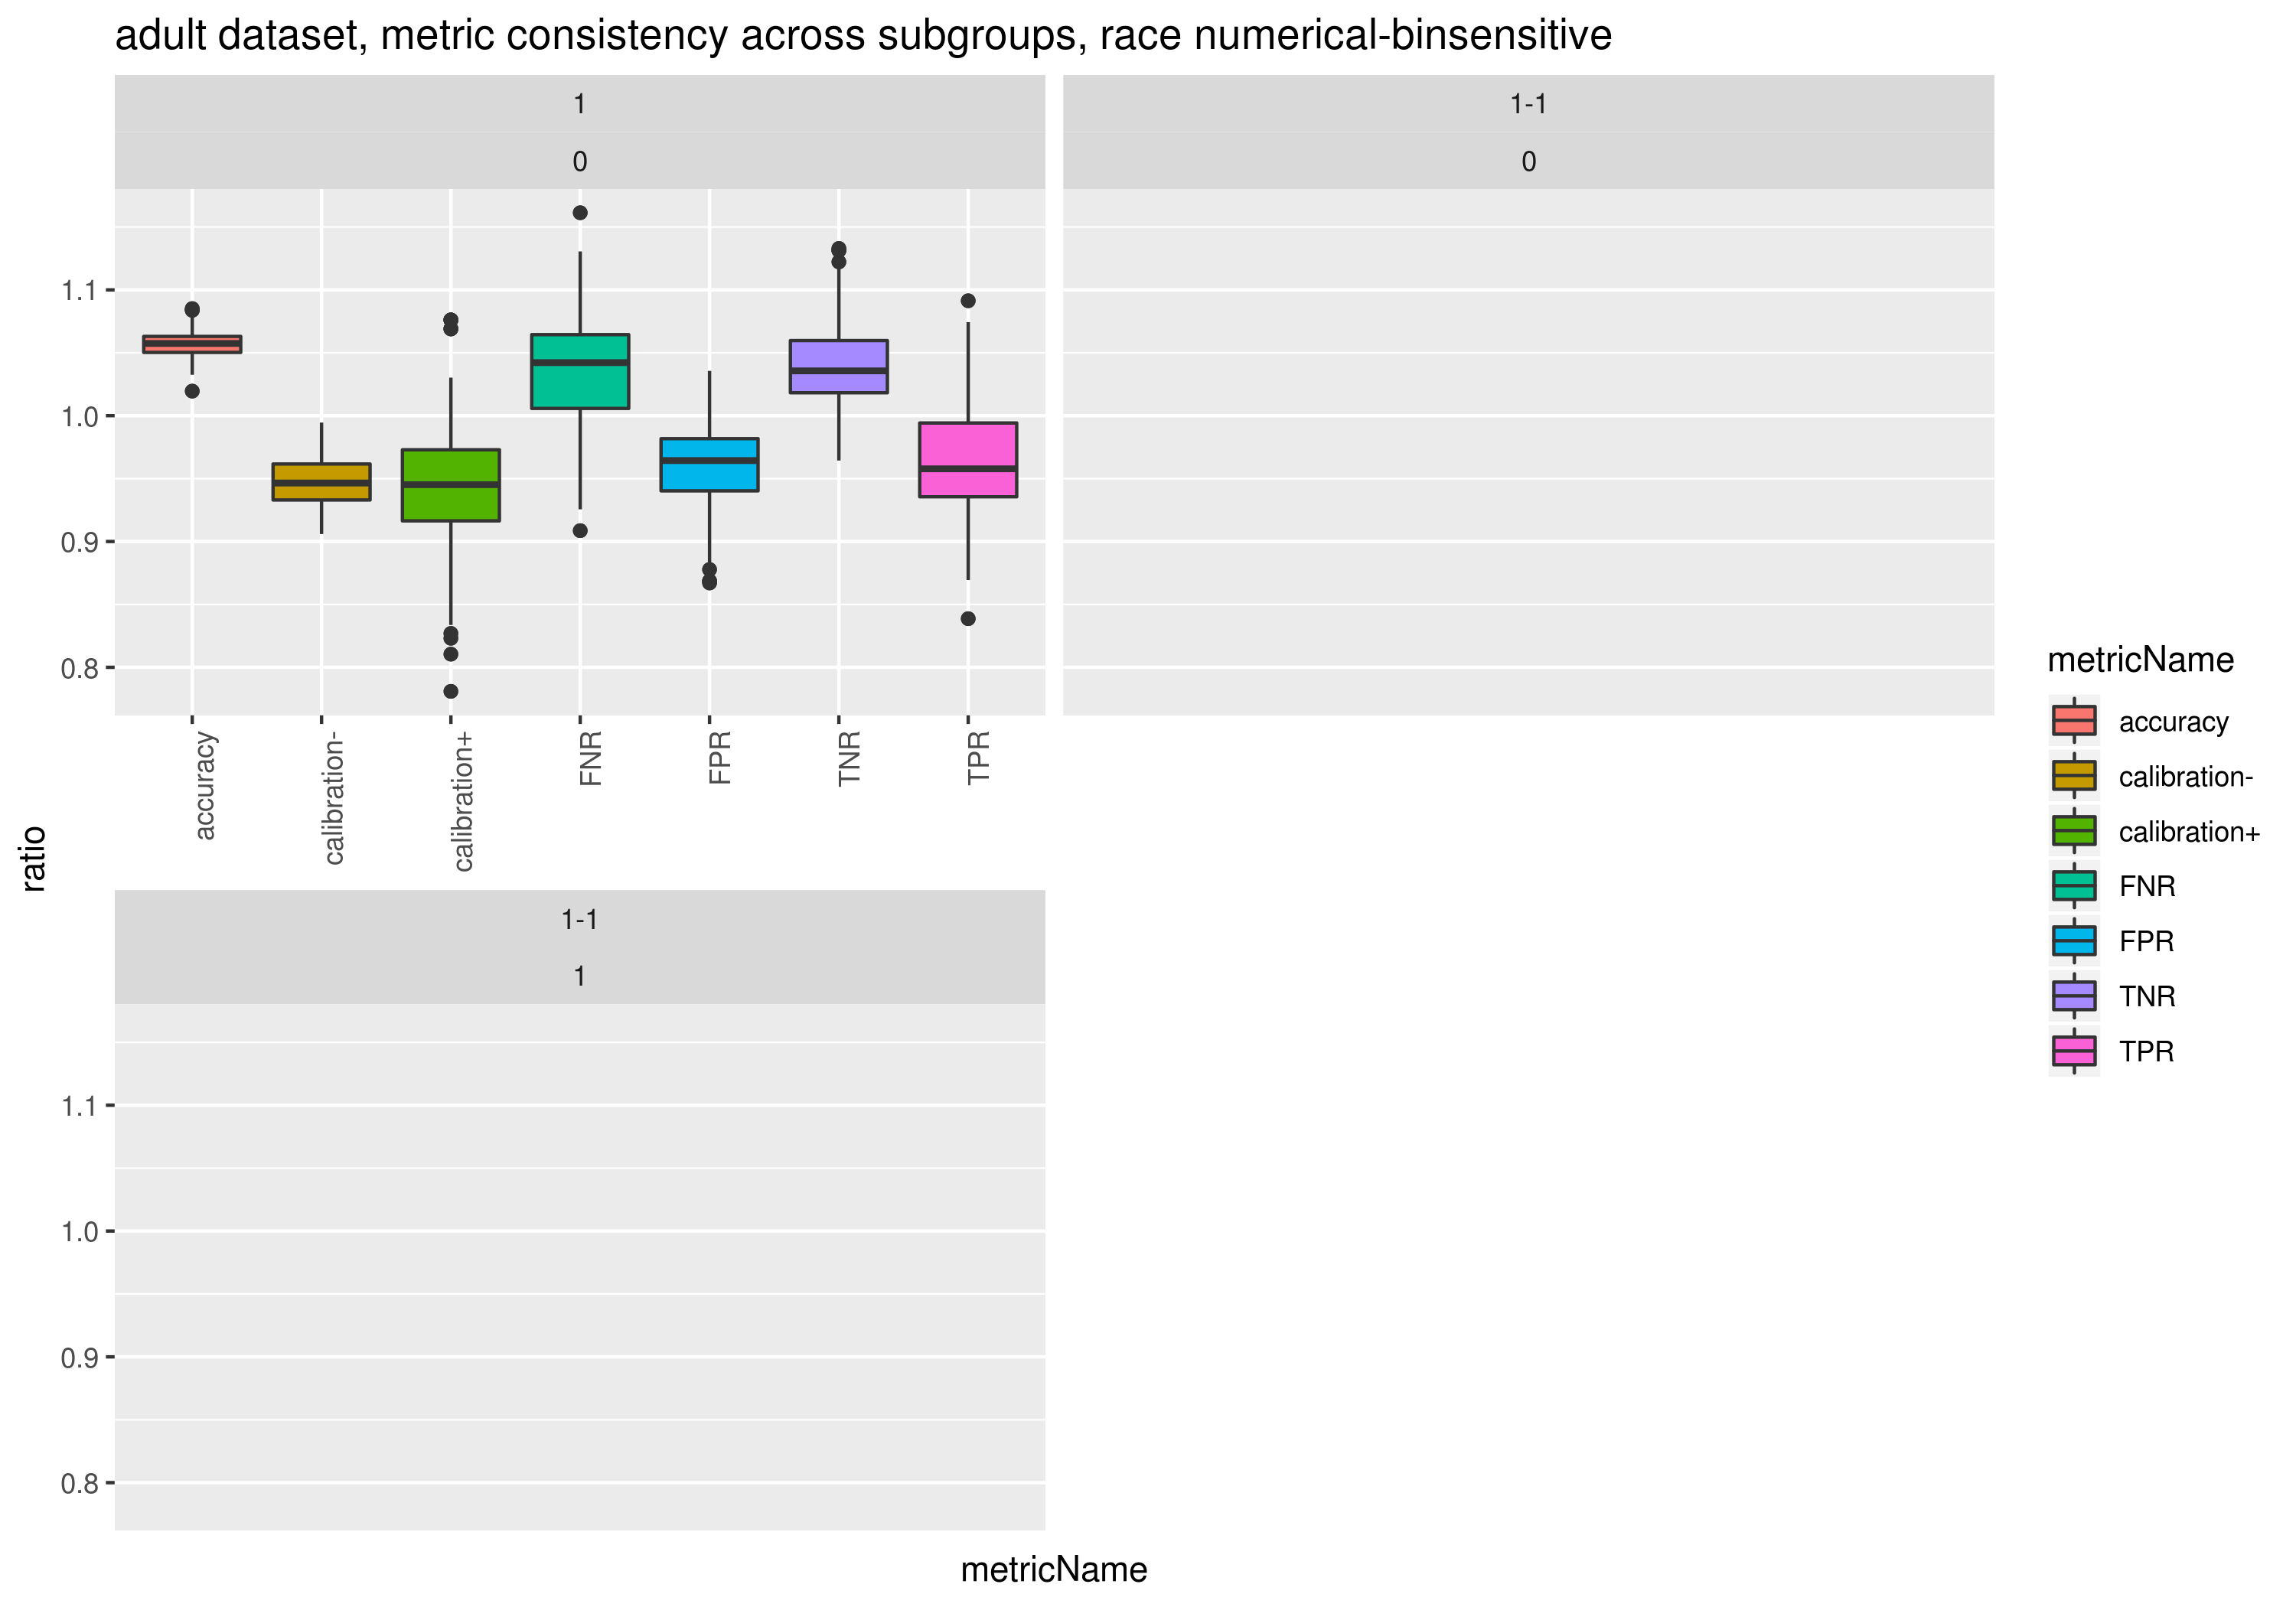 adult dataset, metric consistency across subgroups, race numerical-binsensitive
1
0
1-1
0
1.1
1.0
0.9
0.8
accuracy
calibration-
calibration+
FNR
FPR
TNR
TPR
ratio
1-1
1
1.1
1.0
0.9
0.8
metricName
metricName
accuracy
calibration-
calibration+
FNR
FPR
TNR
TPR